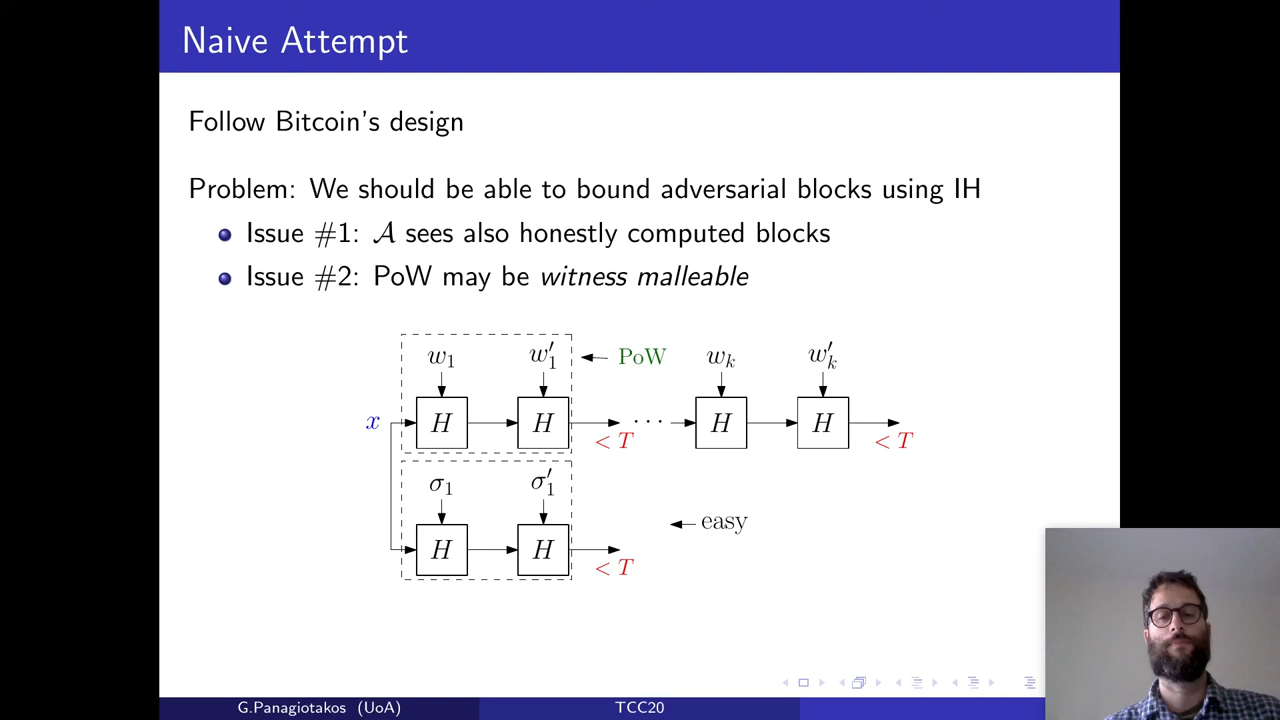 Naive Attempt
Follow Bitcoin's design
Problem: We should be able to bound adversarial blocks using IH
Issue #1: 𝒜 sees also honestly computed blocks
Issue #2: PoW may be witness malleable
w₁ w′₁ PoW wₖ w′ₖ
x H H < T ··· H H < T
σ₁ σ′₁ easy
H H < T
G.Panagiotakos (UoA) TCC20